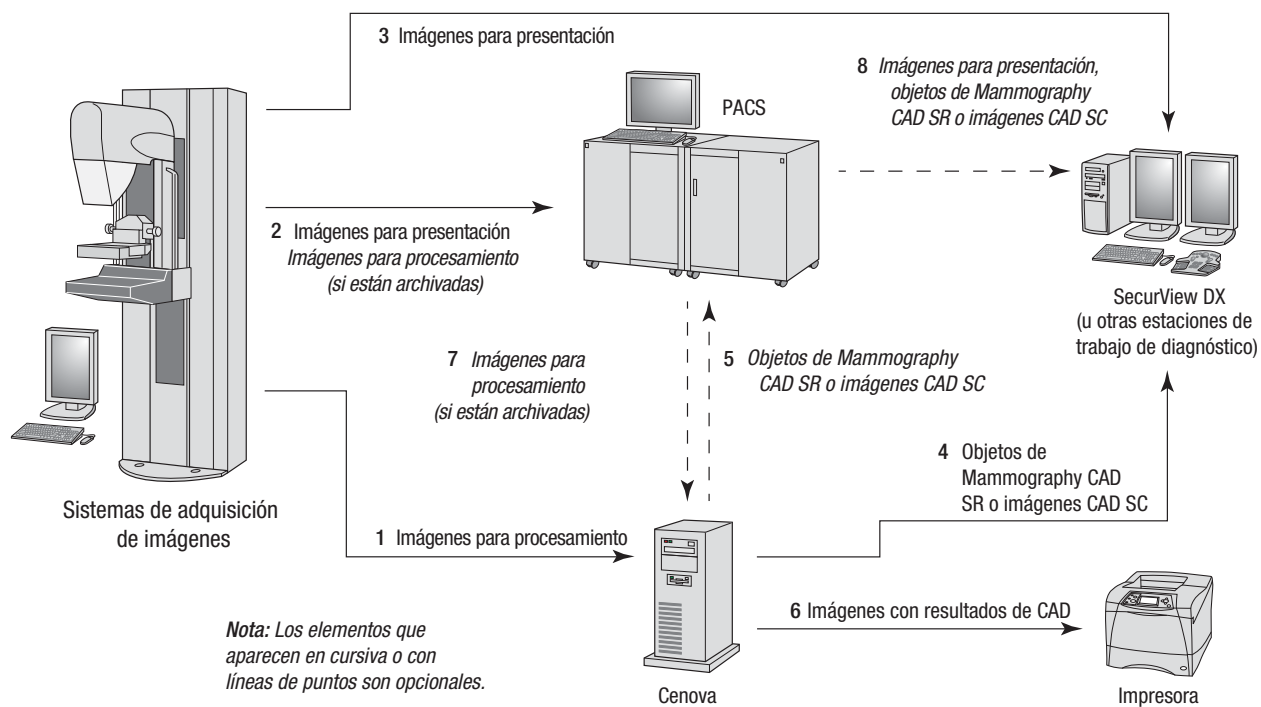 3 Imágenes para presentación
PACS
8 Imágenes para presentación,
objetos de Mammography
CAD SR o imágenes CAD SC
2 Imágenes para presentación
Imágenes para procesamiento
(si están archivadas)
SecurView DX
(u otras estaciones de
trabajo de diagnóstico)
7 Imágenes para
procesamiento
(si están archivadas)
5 Objetos de Mammography
CAD SR o imágenes CAD SC
4 Objetos de
Mammography CAD
SR o imágenes CAD SC
Sistemas de adquisición
de imágenes
1 Imágenes para procesamiento
6 Imágenes con resultados de CAD
Nota: Los elementos que
aparecen en cursiva o con
líneas de puntos son opcionales.
Cenova
Impresora